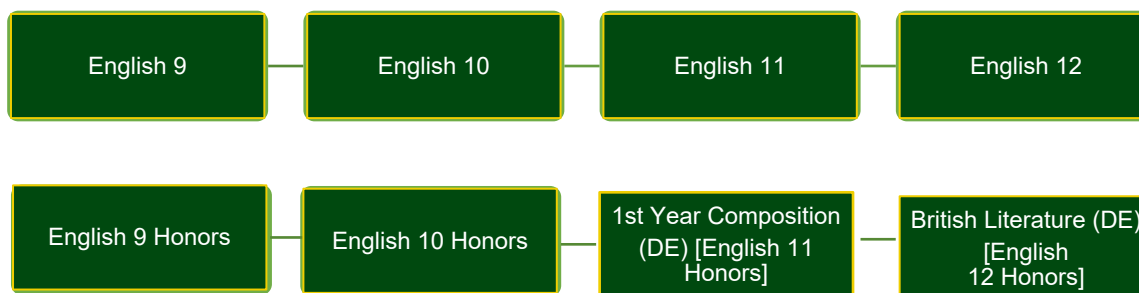 English 9
English 10
English 11
English 12
English 9 Honors
English 10 Honors
1st Year Composition
(DE) [English 11
Honors]
British Literature (DE)
[English
12 Honors]